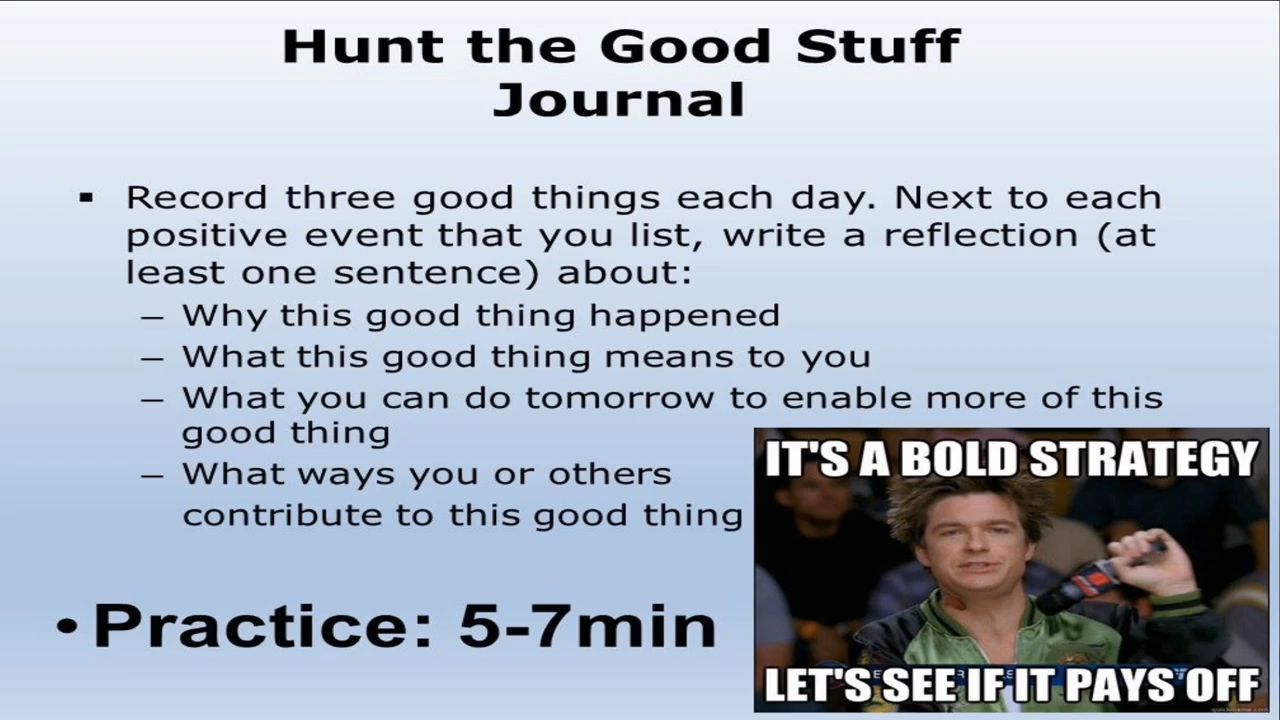 Hunt the Good Stuff
Journal
▪ Record three good things each day. Next to each
positive event that you list, write a reflection (at
least one sentence) about:
– Why this good thing happened
– What this good thing means to you
– What you can do tomorrow to enable more of this
good thing
– What ways you or others
contribute to this good thing
• Practice: 5-7min
IT'S A BOLD STRATEGY
LET'S SEE IF IT PAYS OFF